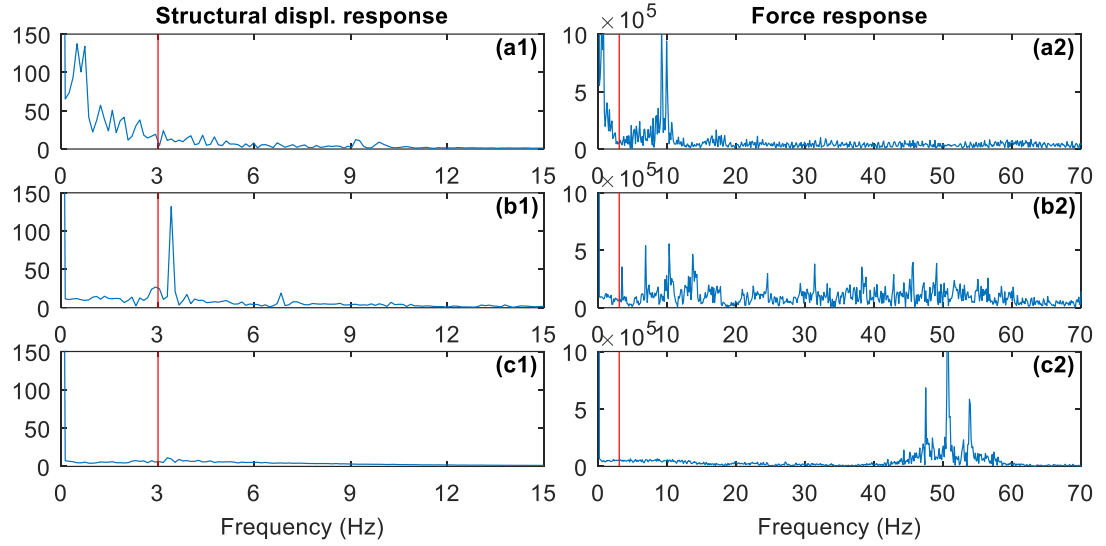 Structural displ. response
Force response
150
100
50
0
(a1)
0 3 6 9 12 15
× 10^5
10
5
0
(a2)
0 10 20 30 40 50 60 70
150
100
50
0
(b1)
0 3 6 9 12 15
× 10^5
10
5
0
(b2)
0 10 20 30 40 50 60 70
150
100
50
0
(c1)
0 3 6 9 12 15
Frequency (Hz)
× 10^5
10
5
0
(c2)
0 10 20 30 40 50 60 70
Frequency (Hz)